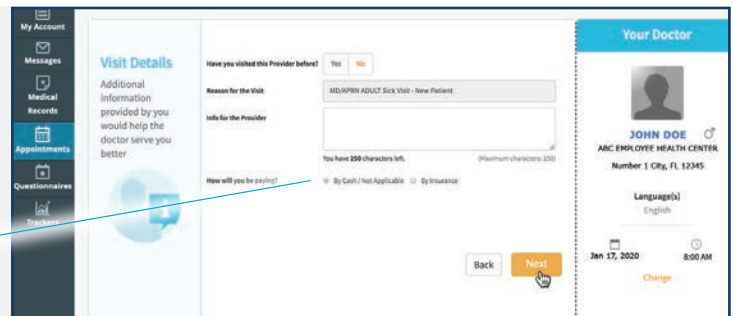 My Account
Messages
Medical
Records
Appointments
Questionnaires
Trackers
Visit Details
Additional
information
provided by you
would help the
doctor serve you
better
Have you visited this Provider before?
Yes No
Reason for the Visit
MD/APRN ADULT Sick Visit - New Patient
Info for the Provider
You have 250 characters left.
(Maximum characters: 250)
How will you be paying?
By Cash / Not Applicable By Insurance
Back Next
Your Doctor
JOHN DOE
ABC EMPLOYEE HEALTH CENTER
Number 1 City, FL 12345
Language(s)
English
Jan 17, 2020 8:00 AM
Change